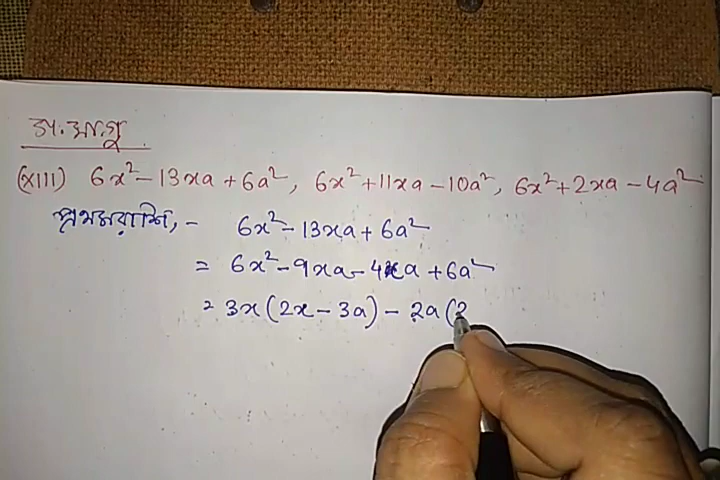 ল.সা.গু
(XIII) 6x² - 13xa + 6a², 6x² + 11xa - 10a², 6x² + 2xa - 4a²
প্রথমরাশি, - 6x² - 13xa + 6a²
= 6x² - 9xa - 4xa + 6a²
= 3x(2x - 3a) - 2a(2